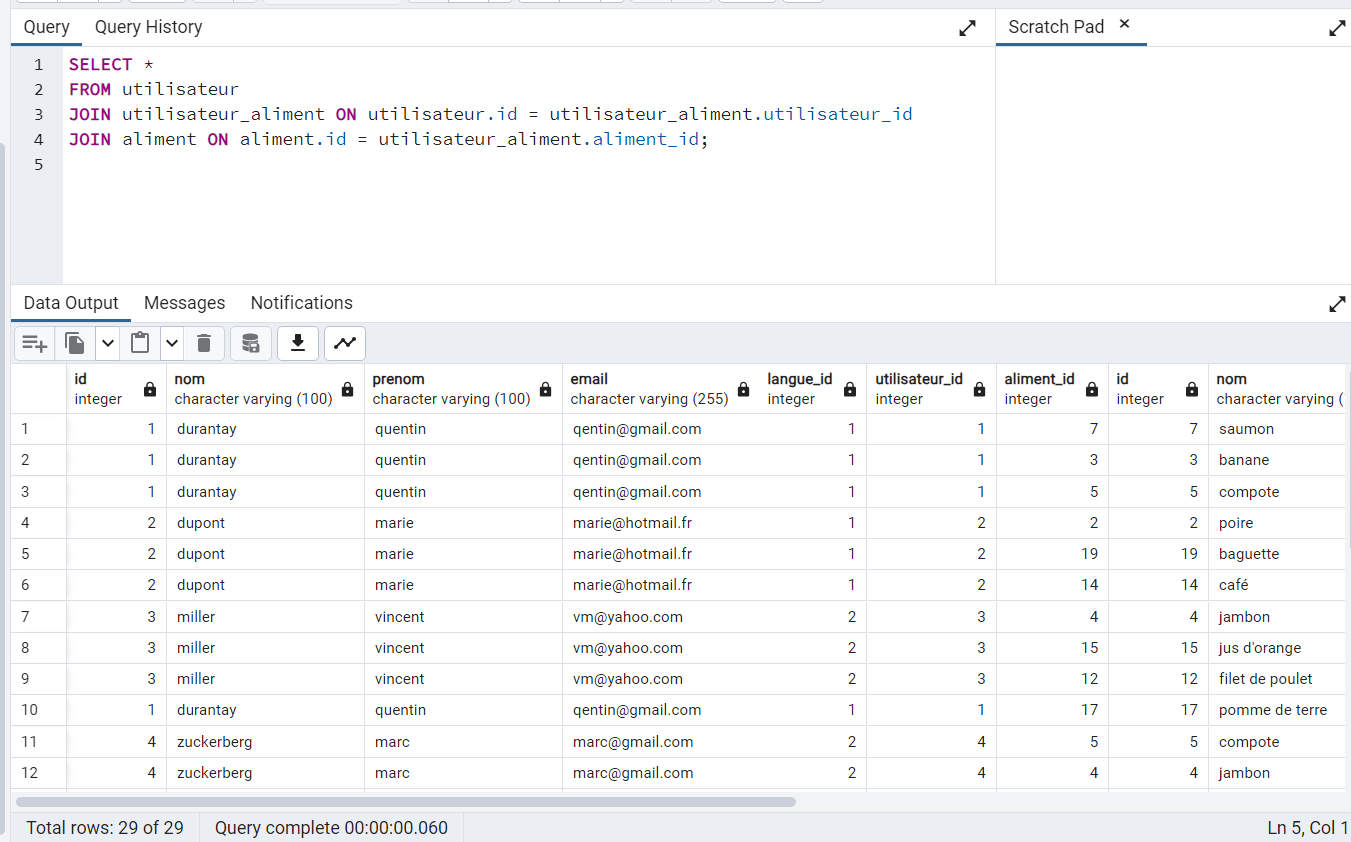 Query Query History Scratch Pad ×
1 SELECT *
2 FROM utilisateur
3 JOIN utilisateur_aliment ON utilisateur.id = utilisateur_aliment.utilisateur_id
4 JOIN aliment ON aliment.id = utilisateur_aliment.aliment_id;
5
Data Output Messages Notifications
id nom prenom email langue_id utilisateur_id aliment_id id nom
integer character varying (100) character varying (100) character varying (255) integer integer integer integer character varying (
1 1 durantay quentin qentin@gmail.com 1 1 7 7 saumon
2 1 durantay quentin qentin@gmail.com 1 1 3 3 banane
3 1 durantay quentin qentin@gmail.com 1 1 5 5 compote
4 2 dupont marie marie@hotmail.fr 1 2 2 2 poire
5 2 dupont marie marie@hotmail.fr 1 2 19 19 baguette
6 2 dupont marie marie@hotmail.fr 1 2 14 14 café
7 3 miller vincent vm@yahoo.com 2 3 4 4 jambon
8 3 miller vincent vm@yahoo.com 2 3 15 15 jus d'orange
9 3 miller vincent vm@yahoo.com 2 3 12 12 filet de poulet
10 1 durantay quentin qentin@gmail.com 1 1 17 17 pomme de terre
11 4 zuckerberg marc marc@gmail.com 2 4 5 5 compote
12 4 zuckerberg marc marc@gmail.com 2 4 4 4 jambon
Total rows: 29 of 29 Query complete 00:00:00.060 Ln 5, Col 1